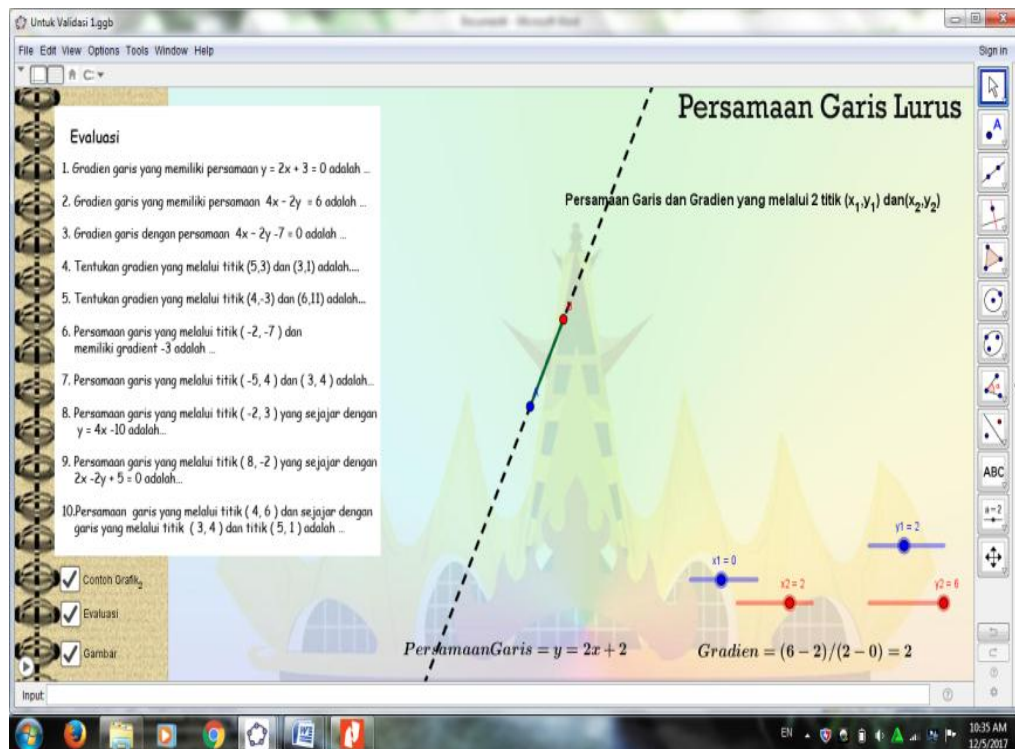 Untuk Validasi 1.ggb
Document1 - Microsoft Word
File Edit View Options Tools Window Help
Sign in
Persamaan Garis Lurus
Evaluasi
1. Gradien garis yang memiliki persamaan y = 2x + 3 = 0 adalah ...
2. Gradien garis yang memiliki persamaan 4x - 2y = 6 adalah ...
3. Gradien garis dengan persamaan 4x - 2y -7 = 0 adalah ...
4. Tentukan gradien yang melalui titik (5,3) dan (3,1) adalah....
5. Tentukan gradien yang melalui titik (4,-3) dan (6,11) adalah...
6. Persamaan garis yang melalui titik ( -2, -7 ) dan
memiliki gradient -3 adalah ...
7. Persamaan garis yang melalui titik ( -5, 4 ) dan ( 3, 4 ) adalah...
8. Persamaan garis yang melalui titik ( -2, 3 ) yang sejajar dengan
y = 4x -10 adalah...
9. Persamaan garis yang melalui titik ( 8, -2 ) yang sejajar dengan
2x -2y + 5 = 0 adalah...
10.Persamaan garis yang melalui titik ( 4, 6 ) dan sejajar dengan
garis yang melalui titik ( 3, 4 ) dan titik ( 5, 1 ) adalah ...
Persamaan Garis dan Gradien yang melalui 2 titik (x₁,y₁) dan(x₂,y₂)
y1 = 2
x1 = 0
x2 = 2
y2 = 6
Contoh Grafik₂
Evaluasi
Gambar
PersamaanGaris = y = 2x + 2
Gradien = (6 − 2)/(2 − 0) = 2
A
ABC
a = 2
Input:
EN
10:35 AM
12/5/2017